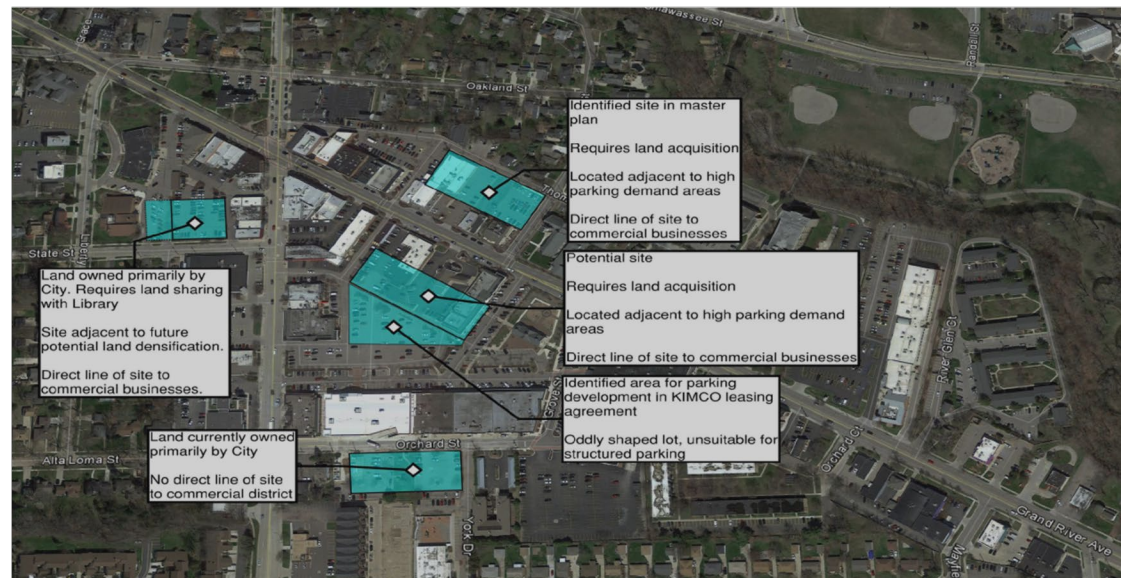 Shiawassee St
Grace
Randall St
Oakland St
Identified site in master
plan
Requires land acquisition
Located adjacent to high
parking demand areas
Direct line of site to
commercial businesses
State St
Liberty
Land owned primarily by
City. Requires land sharing
with Library
Site adjacent to future
potential land densification.
Direct line of site to
commercial businesses.
Potential site
Requires land acquisition
Located adjacent to high parking demand
areas
Direct line of site to commercial businesses
River Glen Ct
Identified area for parking
development in KIMCO leasing
agreement
Oddly shaped lot, unsuitable for
structured parking
Grove St
Orchard St
Orchard Ct
Alta Loma St
Land currently owned
primarily by City
No direct line of site
to commercial district
York Dr
Grand River Ave